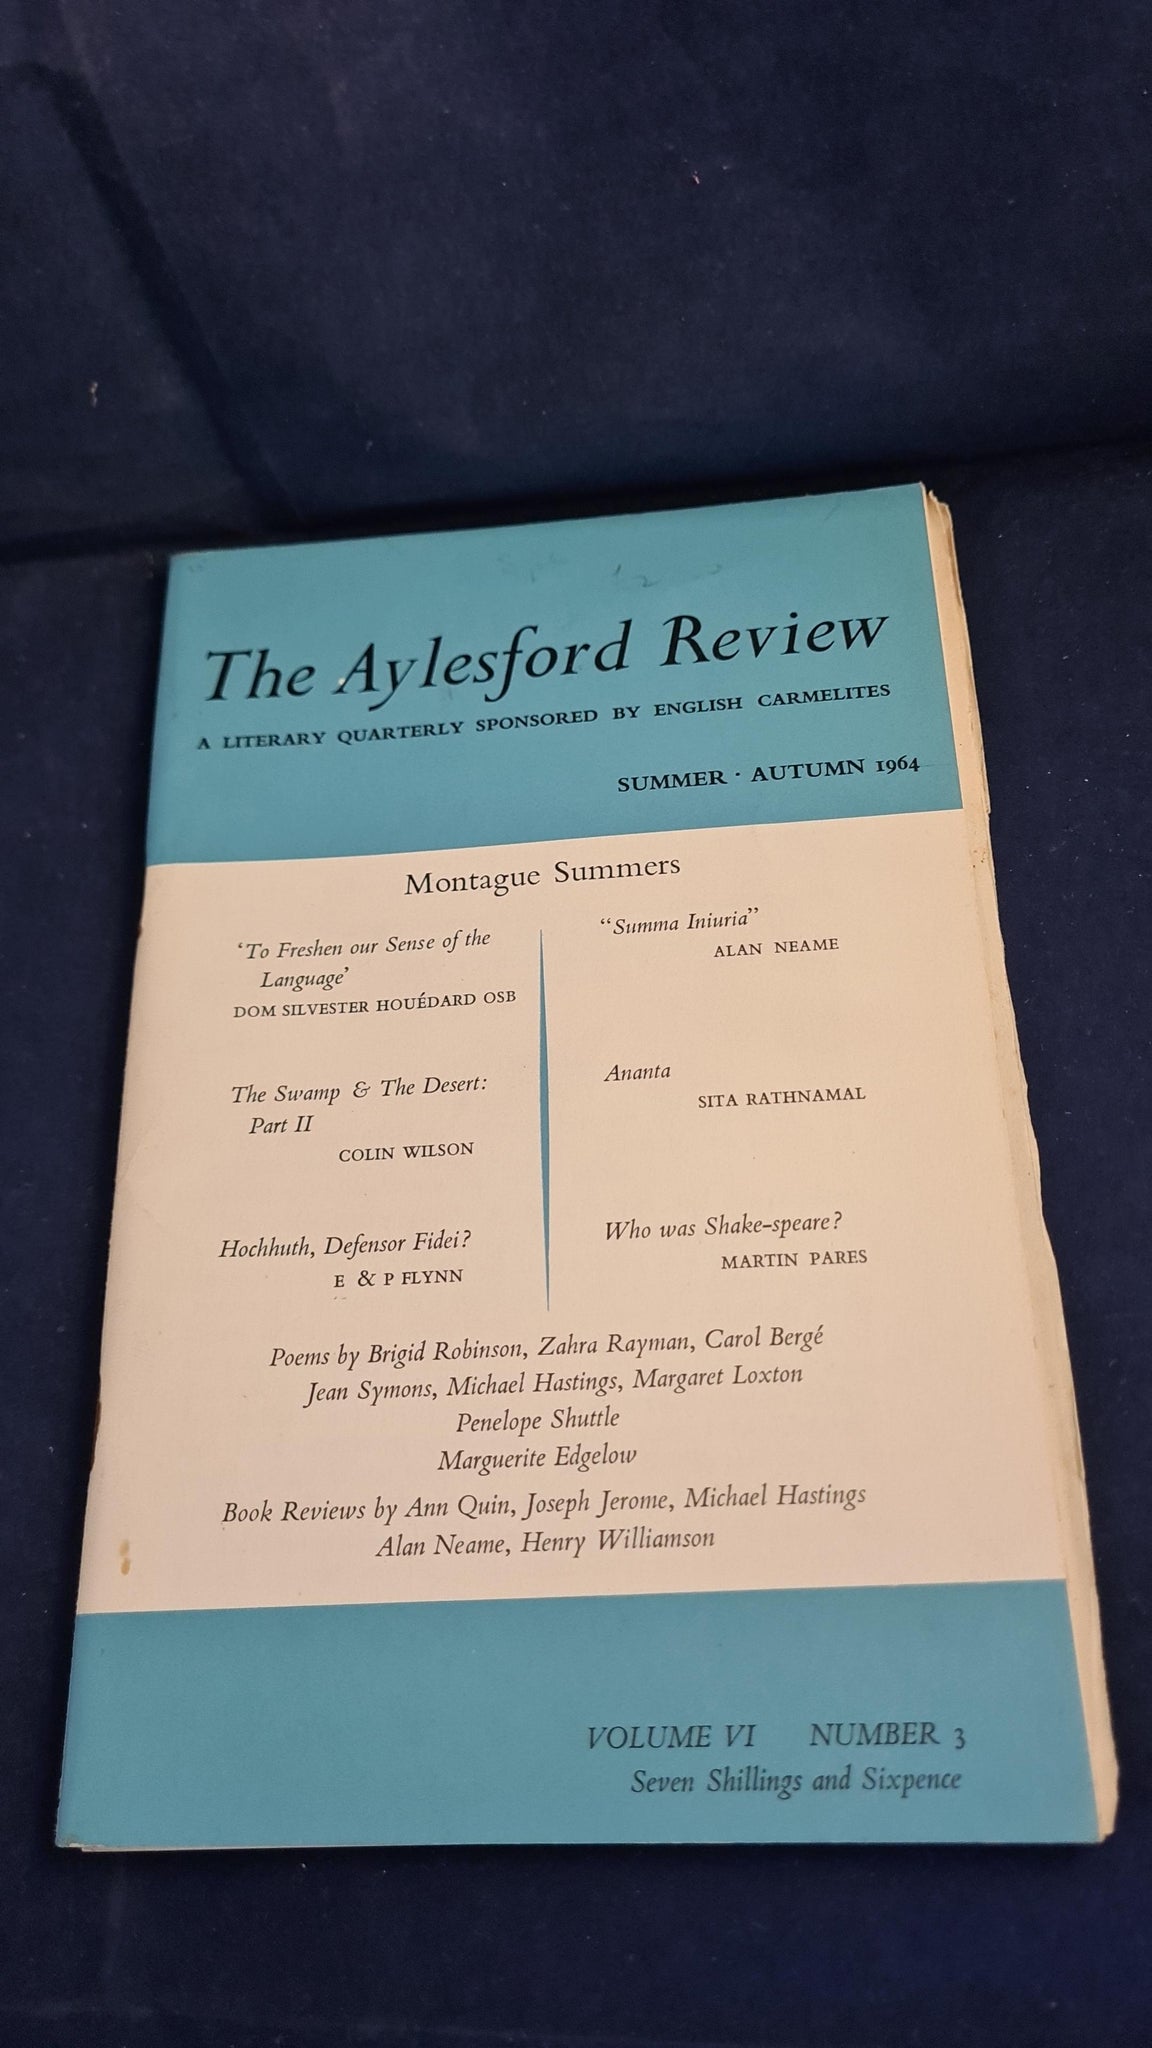 The Aylesford Review
A LITERARY QUARTERLY SPONSORED BY ENGLISH CARMELITES
SUMMER · AUTUMN 1964
Montague Summers
‘To Freshen our Sense of the
Language’
DOM SILVESTER HOUÉDARD OSB
The Swamp & The Desert:
Part II
COLIN WILSON
Hochhuth, Defensor Fidei?
E & P FLYNN
“Summa Iniuria”
ALAN NEAME
Ananta
SITA RATHNAMAL
Who was Shake-speare?
MARTIN PARES
Poems by Brigid Robinson, Zahra Rayman, Carol Bergé
Jean Symons, Michael Hastings, Margaret Loxton
Penelope Shuttle
Marguerite Edgelow
Book Reviews by Ann Quin, Joseph Jerome, Michael Hastings
Alan Neame, Henry Williamson
VOLUME VI NUMBER 3
Seven Shillings and Sixpence